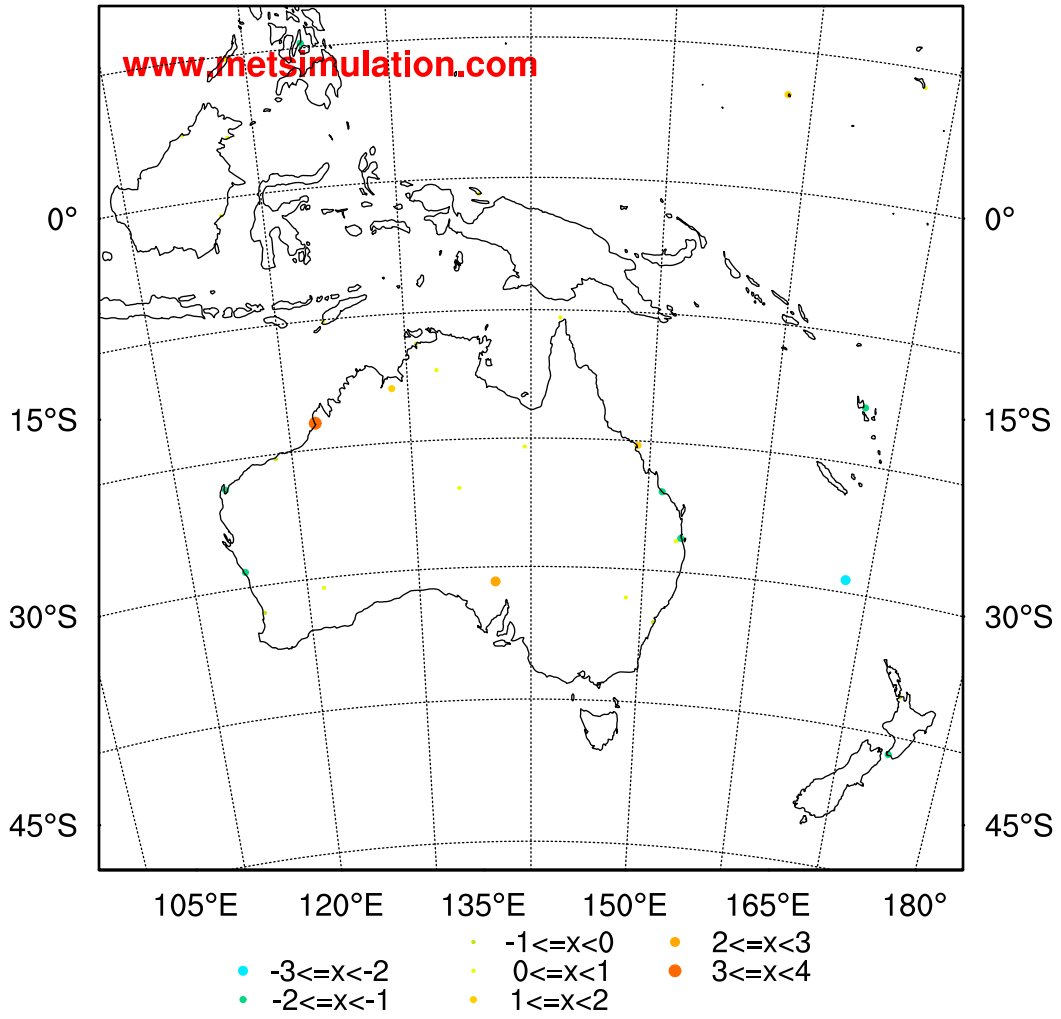 www.metsimulation.com
0° 0°
15°S 15°S
30°S 30°S
45°S 45°S
105°E 120°E 135°E 150°E 165°E 180°
-1<=x<0 2<=x<3
-3<=x<-2 0<=x<1 3<=x<4
-2<=x<-1 1<=x<2